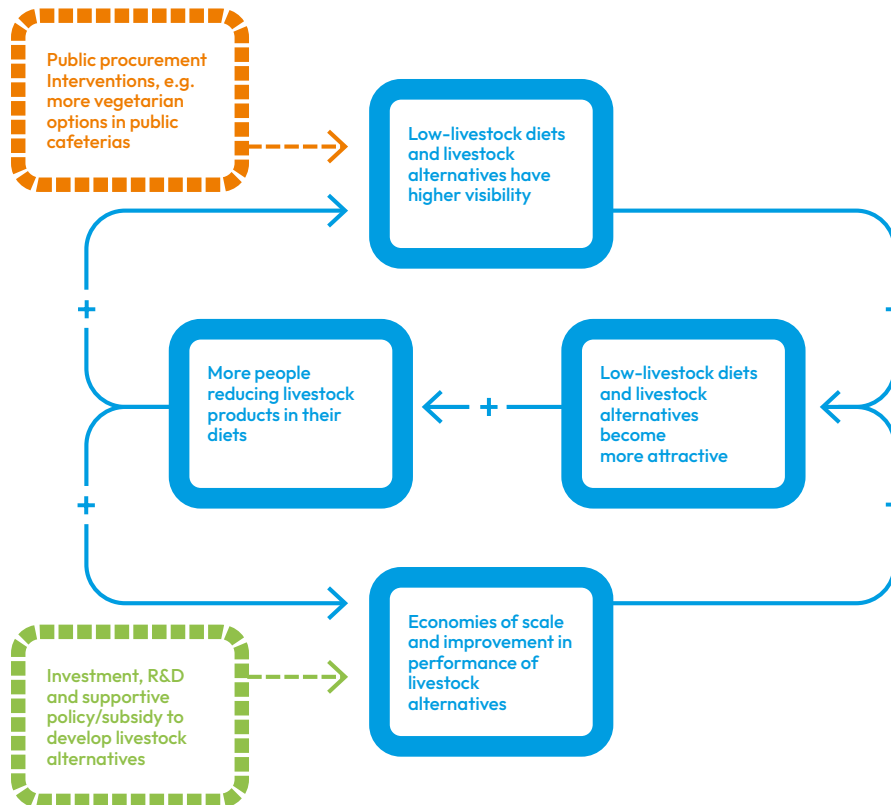 Public procurement
Interventions, e.g.
more vegetarian
options in public
cafeterias
Low-livestock diets
and livestock
alternatives have
higher visibility
+
+
More people
reducing livestock
products in their
diets
+
Low-livestock diets
and livestock
alternatives
become
more attractive
+
+
Economies of scale
and improvement in
performance of
livestock
alternatives
Investment, R&D
and supportive
policy/subsidy to
develop livestock
alternatives